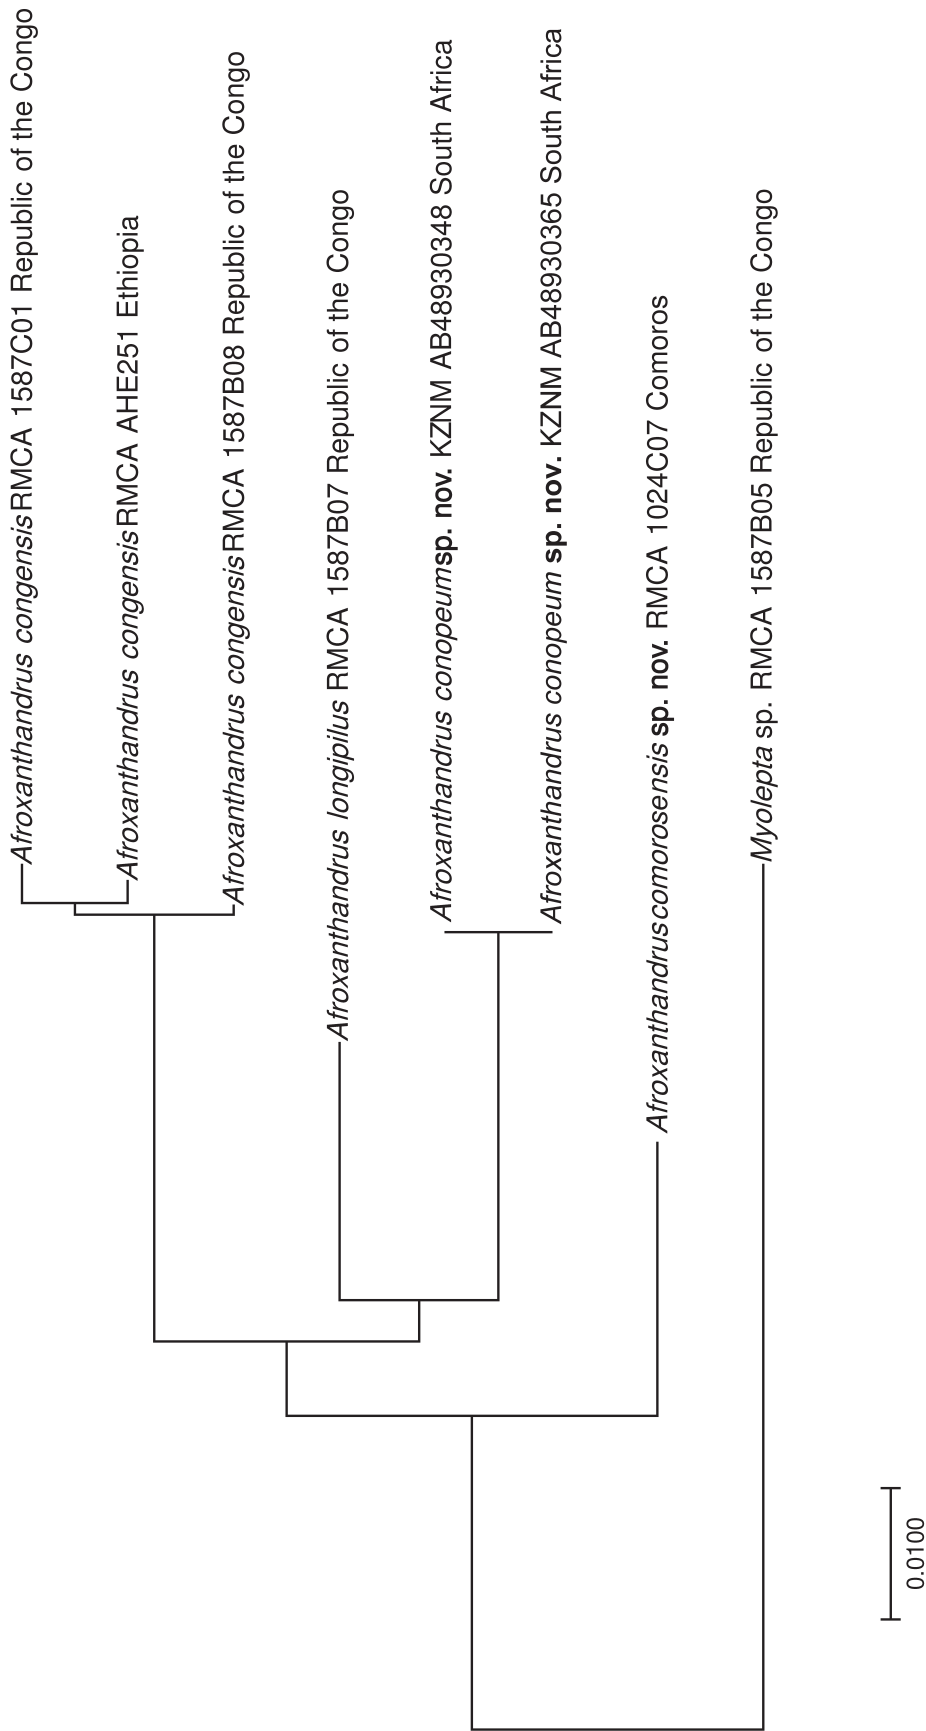 Afroxanthandrus congensis RMCA 1587C01 Republic of the Congo
Afroxanthandrus congensis RMCA AHE251 Ethiopia
Afroxanthandrus congensis RMCA 1587B08 Republic of the Congo
Afroxanthandrus longipilus RMCA 1587B07 Republic of the Congo
Afroxanthandrus conopeum sp. nov. KZNM AB48930348 South Africa
Afroxanthandrus conopeum sp. nov. KZNM AB48930365 South Africa
Afroxanthandrus comorosensis sp. nov. RMCA 1024C07 Comoros
Myolepta sp. RMCA 1587B05 Republic of the Congo
0.0100